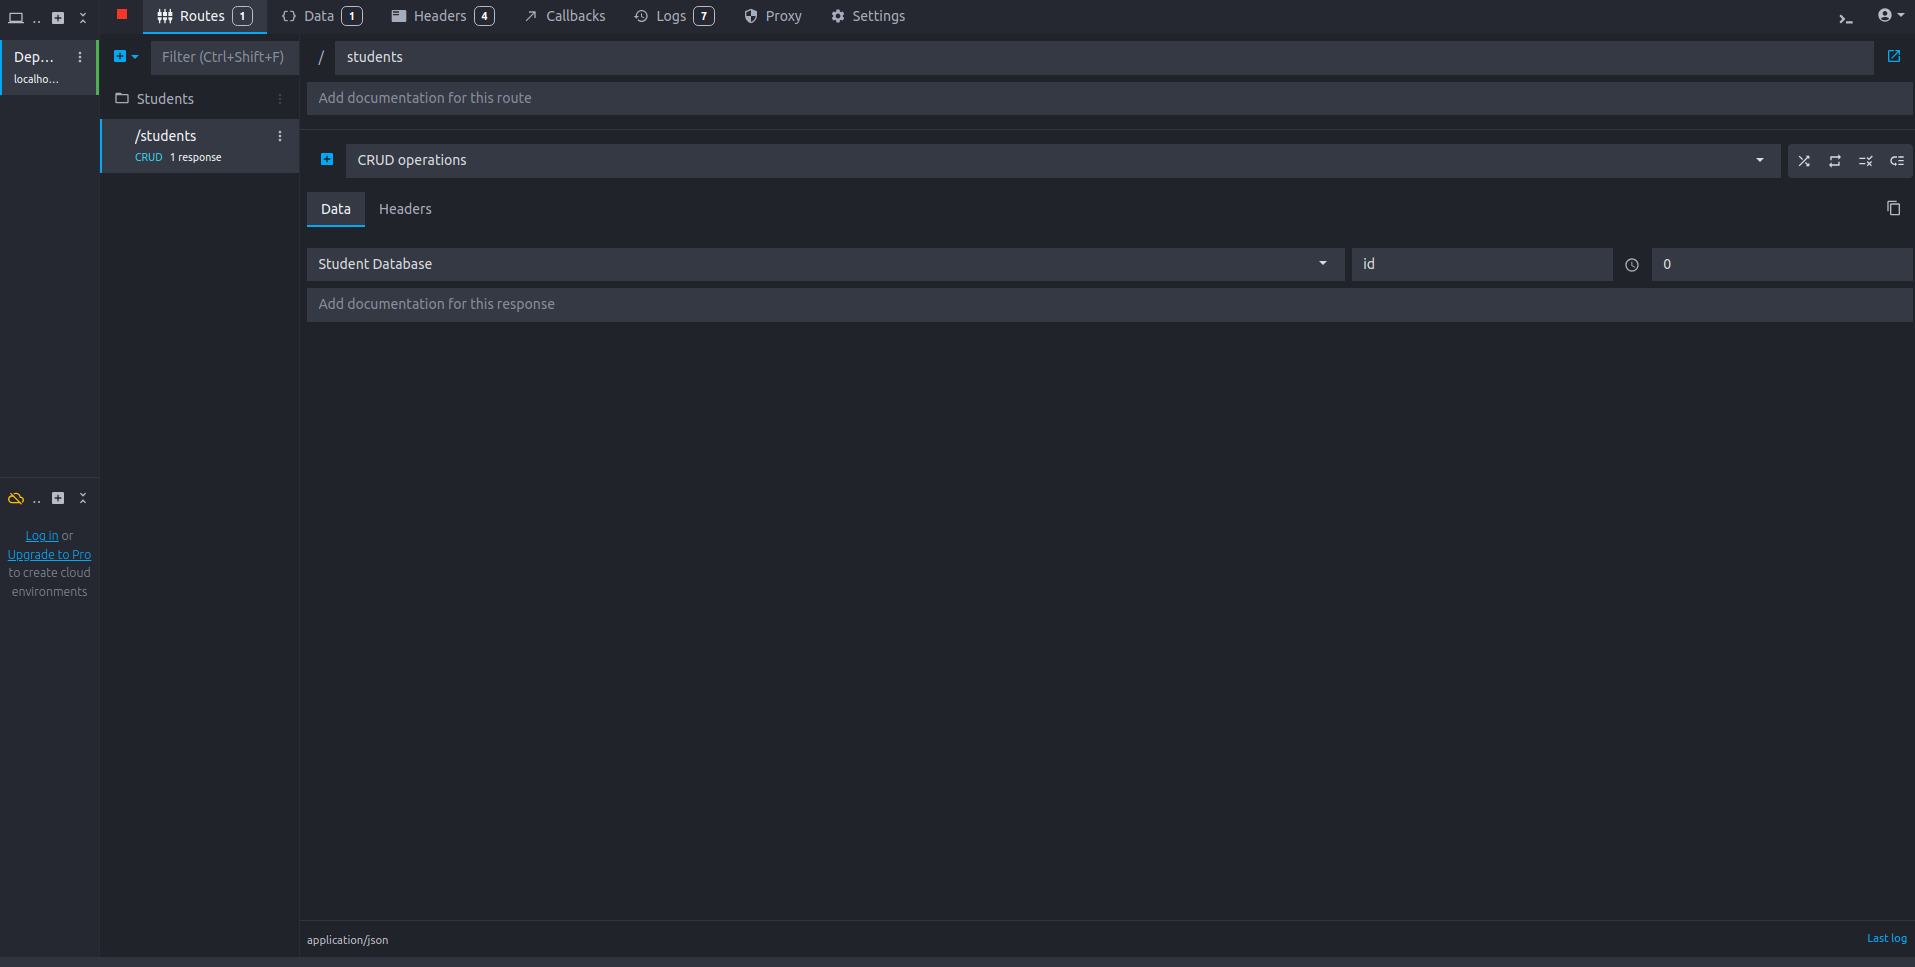 ..
Routes 1
Data 1
Headers 4
Callbacks
Logs 7
Proxy
Settings
Dep...
localho...
Filter (Ctrl+Shift+F)
Students
/students
CRUD 1 response
/ students
Add documentation for this route
CRUD operations
Data Headers
Student Database
id
0
Add documentation for this response
..
Log in or
Upgrade to Pro
to create cloud
environments
application/json
Last log